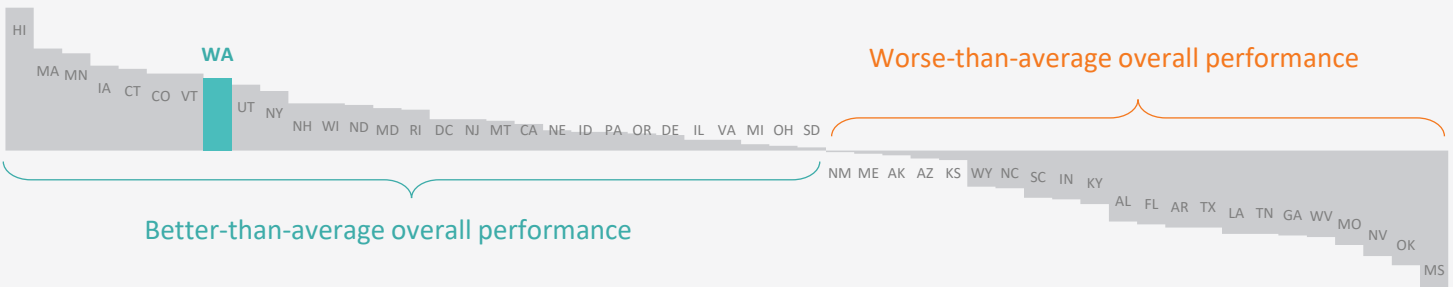 HI
MA MN IA CT CO VT WA UT NY NH WI ND MD RI DC NJ MT CA NE ID PA OR DE IL VA MI OH SD
Worse-than-average overall performance
NM ME AK AZ KS WY NC SC IN KY AL FL AR TX LA TN GA WV MO NV OK MS
Better-than-average overall performance